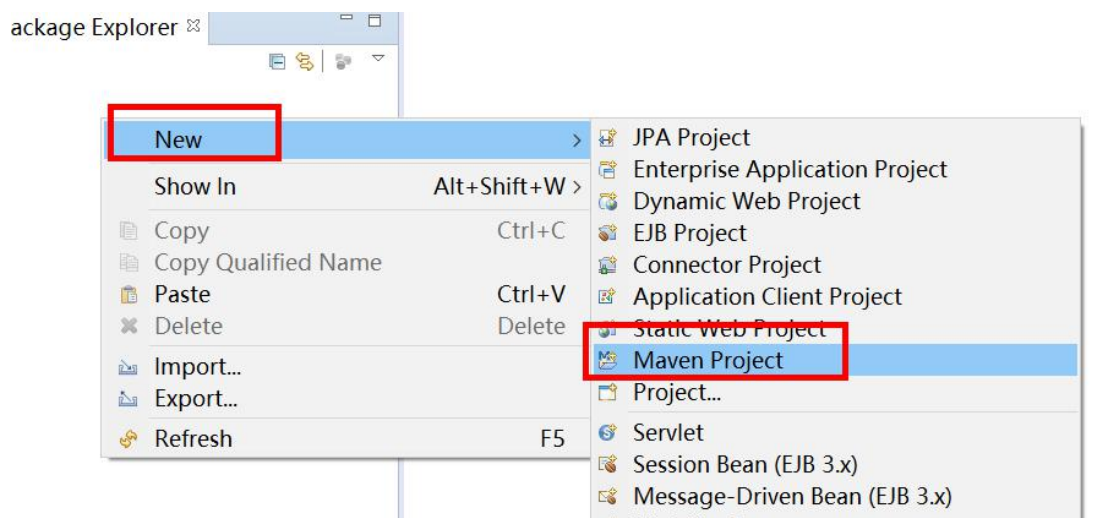 ackage Explorer
New
Show In Alt+Shift+W
Copy Ctrl+C
Copy Qualified Name
Paste Ctrl+V
Delete Delete
Import...
Export...
Refresh F5
JPA Project
Enterprise Application Project
Dynamic Web Project
EJB Project
Connector Project
Application Client Project
Static Web Project
Maven Project
Project...
Servlet
Session Bean (EJB 3.x)
Message-Driven Bean (EJB 3.x)